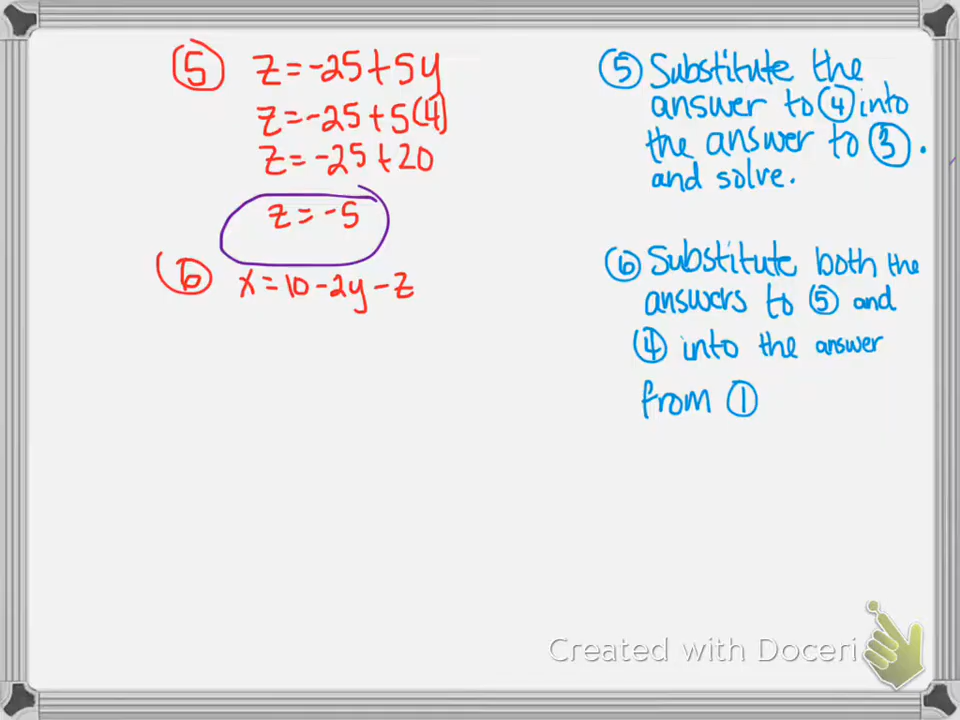 ⑤ z = -25 + 5y
z = -25 + 5(4)
z = -25 + 20
z = -5
⑥ x = 10 - 2y - z
⑤ Substitute the
answer to ④ into
the answer to ③.
and solve.
⑥ Substitute both the
answers to ⑤ and
④ into the answer
from ①
Created with Doceri